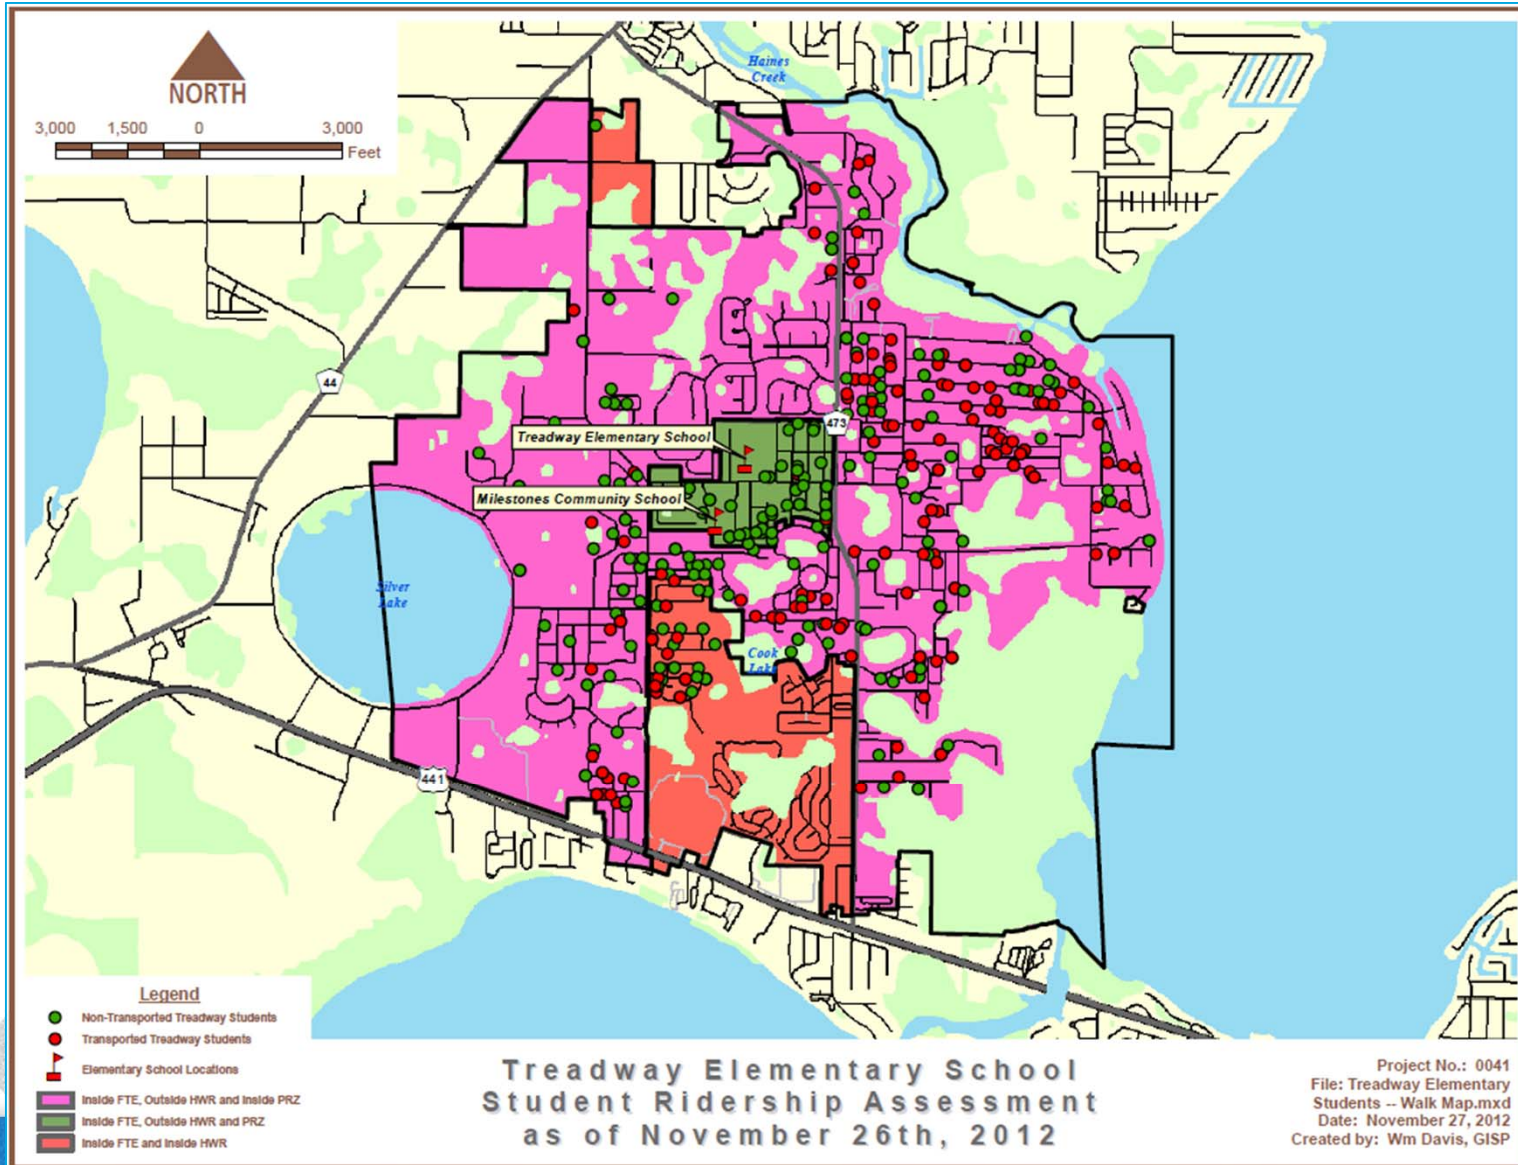 NORTH
3,000 1,500 0 3,000
Feet
Haines
Creek
44
473
Treadway Elementary School
Milestones Community School
Silver
Lake
Cook
Lake
441
Legend
Non-Transported Treadway Students
Transported Treadway Students
Elementary School Locations
Inside FTE, Outside HWR and Inside PRZ
Inside FTE, Outside HWR and PRZ
Inside FTE and Inside HWR
Treadway Elementary School
Student Ridership Assessment
as of November 26th, 2012
Project No.: 0041
File: Treadway Elementary
Students -- Walk Map.mxd
Date: November 27, 2012
Created by: Wm Davis, GISP